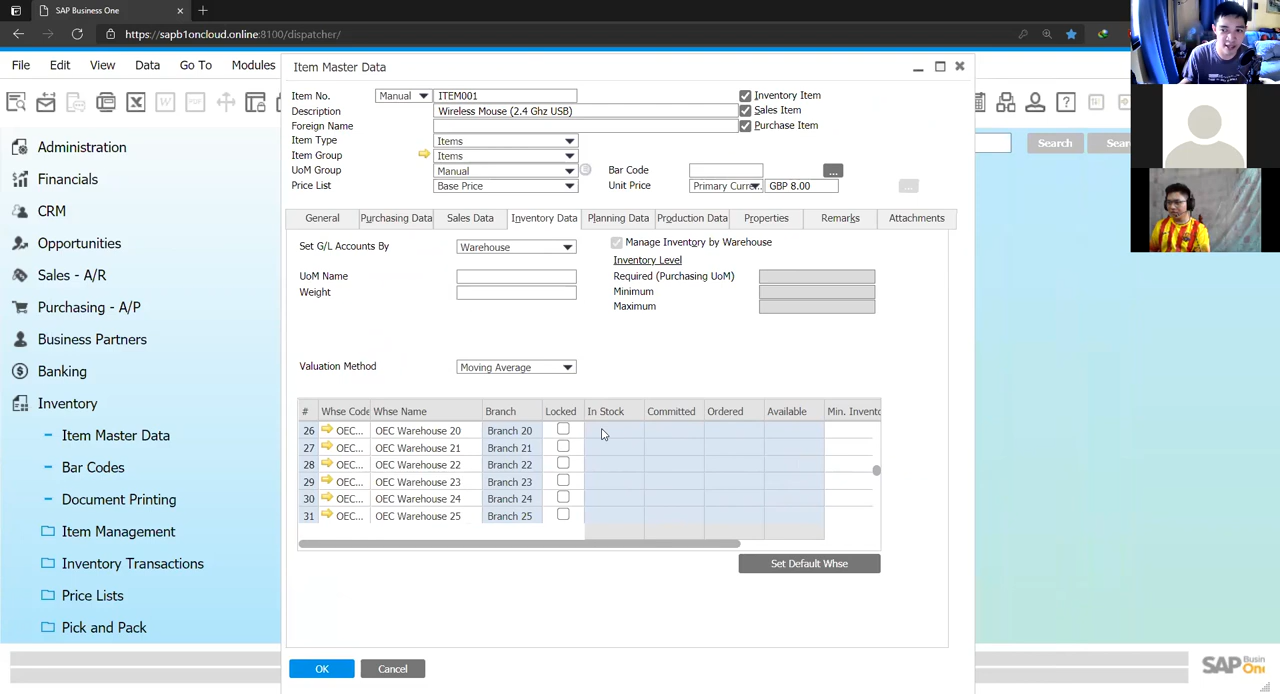 SAP Business One
https://sapb1oncloud.online:8100/dispatcher/
File Edit View Data Go To Modules
Item Master Data
Item No. Manual ITEM001
Description Wireless Mouse (2.4 Ghz USB)
Foreign Name
Item Type Items
Item Group Items
UoM Group Manual
Price List Base Price
Inventory Item
Sales Item
Purchase Item
Bar Code ...
Unit Price Primary Curre... GBP 8.00 ...
Search
Sear
General Purchasing Data Sales Data Inventory Data Planning Data Production Data Properties Remarks Attachments
Set G/L Accounts By Warehouse
Manage Inventory by Warehouse
Inventory Level
UoM Name
Required (Purchasing UoM)
Weight
Minimum
Maximum
Valuation Method Moving Average
# Whse Code Whse Name Branch Locked In Stock Committed Ordered Available Min. Invento
26 OEC... OEC Warehouse 20 Branch 20
27 OEC... OEC Warehouse 21 Branch 21
28 OEC... OEC Warehouse 22 Branch 22
29 OEC... OEC Warehouse 23 Branch 23
30 OEC... OEC Warehouse 24 Branch 24
31 OEC... OEC Warehouse 25 Branch 25
Set Default Whse
OK Cancel
Administration
Financials
CRM
Opportunities
Sales - A/R
Purchasing - A/P
Business Partners
Banking
Inventory
Item Master Data
Bar Codes
Document Printing
Item Management
Inventory Transactions
Price Lists
Pick and Pack
SAP Busin
One